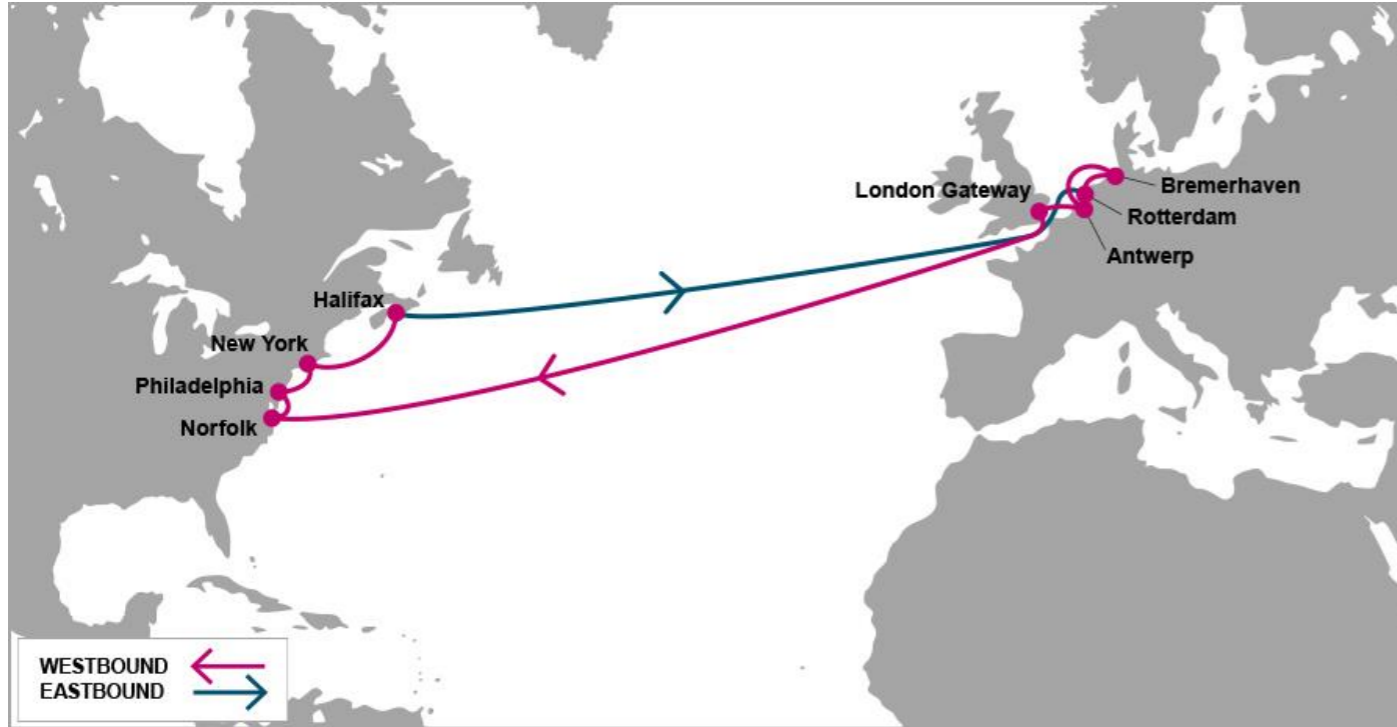 London Gateway
Bremerhaven
Rotterdam
Antwerp
Halifax
New York
Philadelphia
Norfolk
WESTBOUND
EASTBOUND